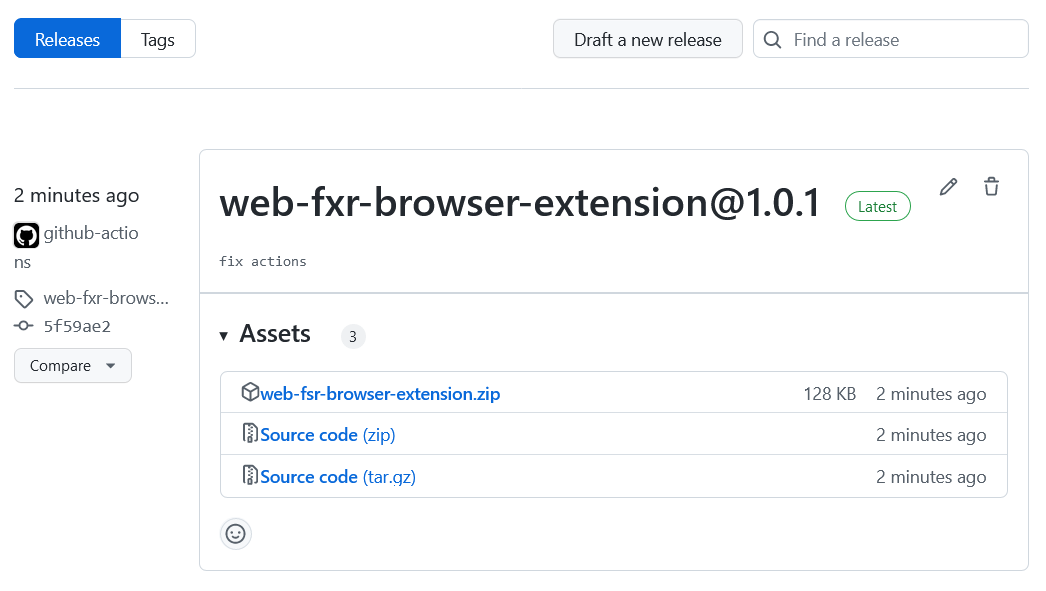 Releases Tags Draft a new release Find a release
2 minutes ago
github-actio
ns
web-fxr-brows...
5f59ae2
Compare
web-fxr-browser-extension@1.0.1 Latest
fix actions
Assets 3
web-fsr-browser-extension.zip 128 KB 2 minutes ago
Source code (zip) 2 minutes ago
Source code (tar.gz) 2 minutes ago